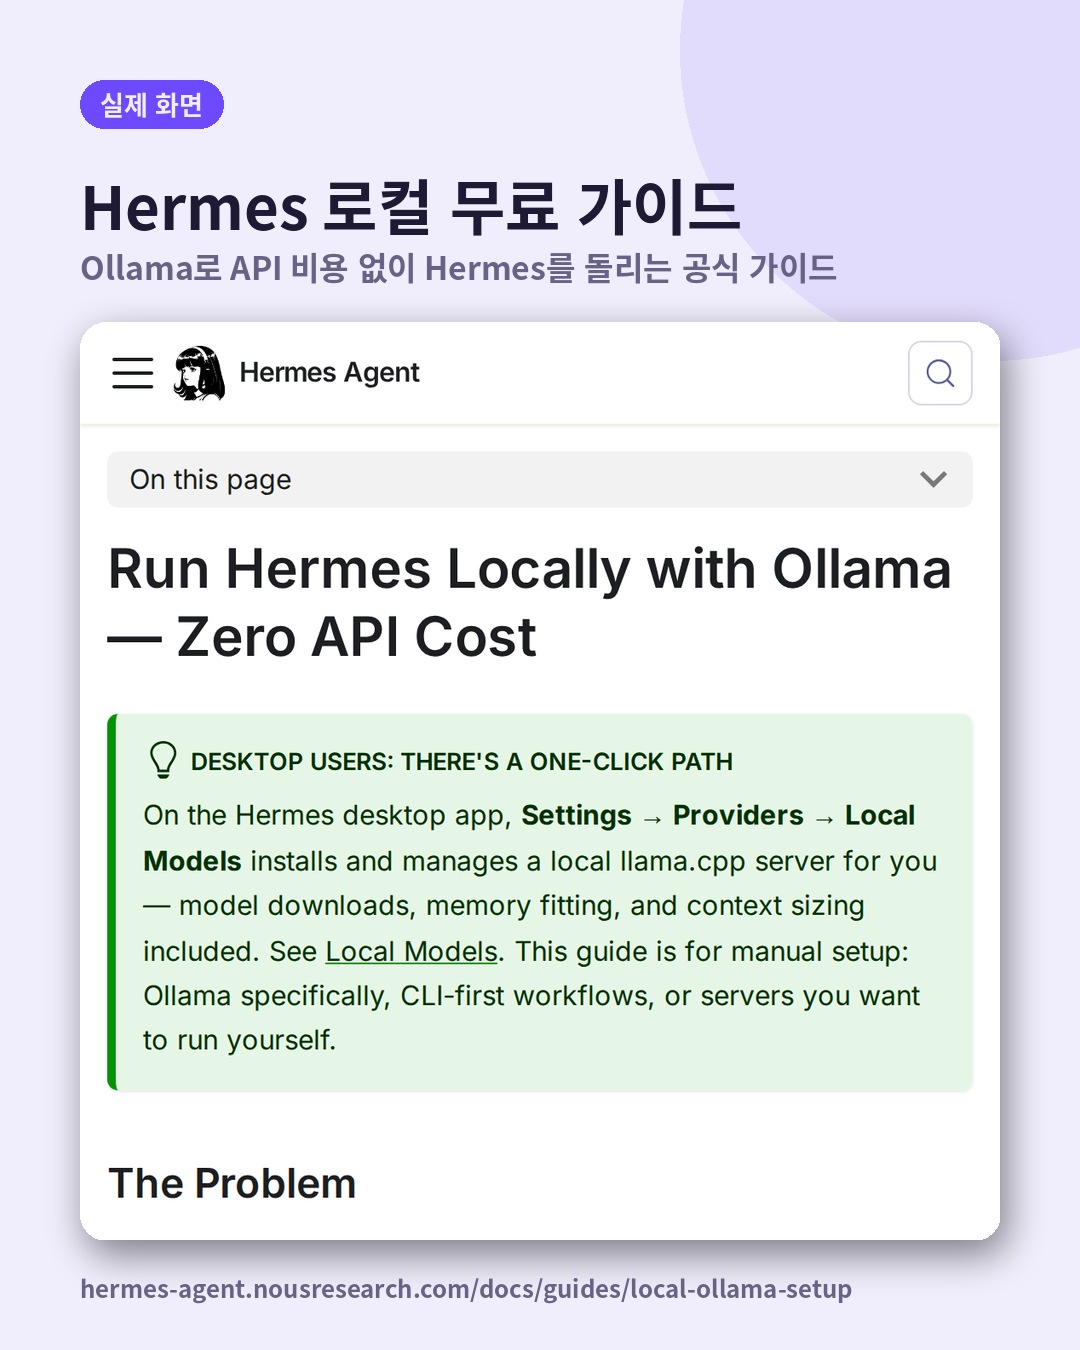 실제 화면
Hermes 로컬 무료 가이드
Ollama로 API 비용 없이 Hermes를 돌리는 공식 가이드
Hermes Agent
On this page
Run Hermes Locally with Ollama
— Zero API Cost
DESKTOP USERS: THERE'S A ONE-CLICK PATH
On the Hermes desktop app, Settings → Providers → Local
Models installs and manages a local llama.cpp server for you
— model downloads, memory fitting, and context sizing
included. See Local Models. This guide is for manual setup:
Ollama specifically, CLI-first workflows, or servers you want
to run yourself.
The Problem
hermes-agent.nousresearch.com/docs/guides/local-ollama-setup